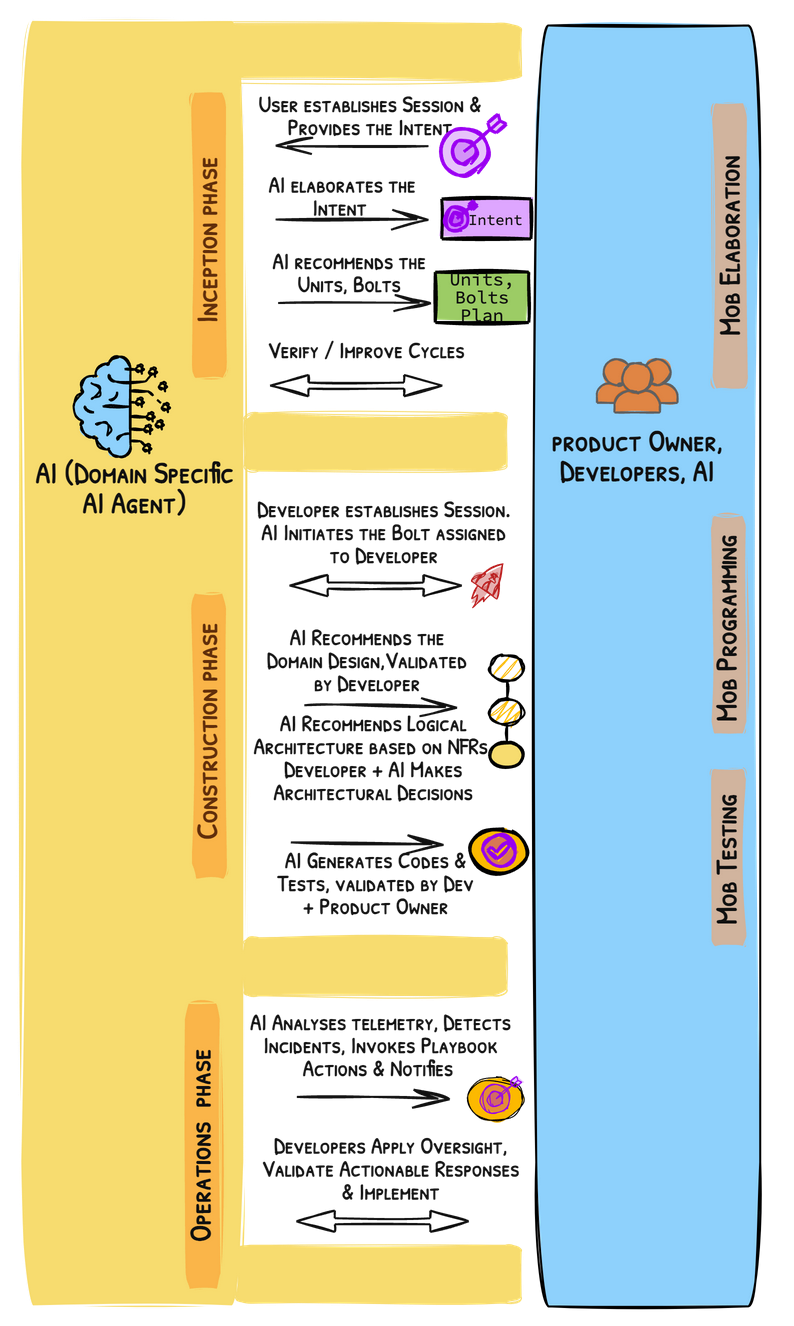 User establishes Session &
Provides the Intent
AI elaborates the
Intent
Intent
AI recommends the
Units, Bolts
Units,
Bolts
Plan
Verify / Improve Cycles
Inception phase
Mob Elaboration
AI (Domain Specific
AI Agent)
product Owner,
Developers, AI
Developer establishes Session.
AI Initiates the Bolt assigned
to Developer
AI Recommends the
Domain Design,Validated
by Developer
AI Recommends Logical
Architecture based on NFRs
Developer + AI Makes
Architectural Decisions
AI Generates Codes &
Tests, validated by Dev
+ Product Owner
Construction phase
Mob Programming
Mob Testing
AI Analyses telemetry, Detects
Incidents, Invokes Playbook
Actions & Notifies
Developers Apply Oversight,
Validate Actionable Responses
& Implement
Operations phase